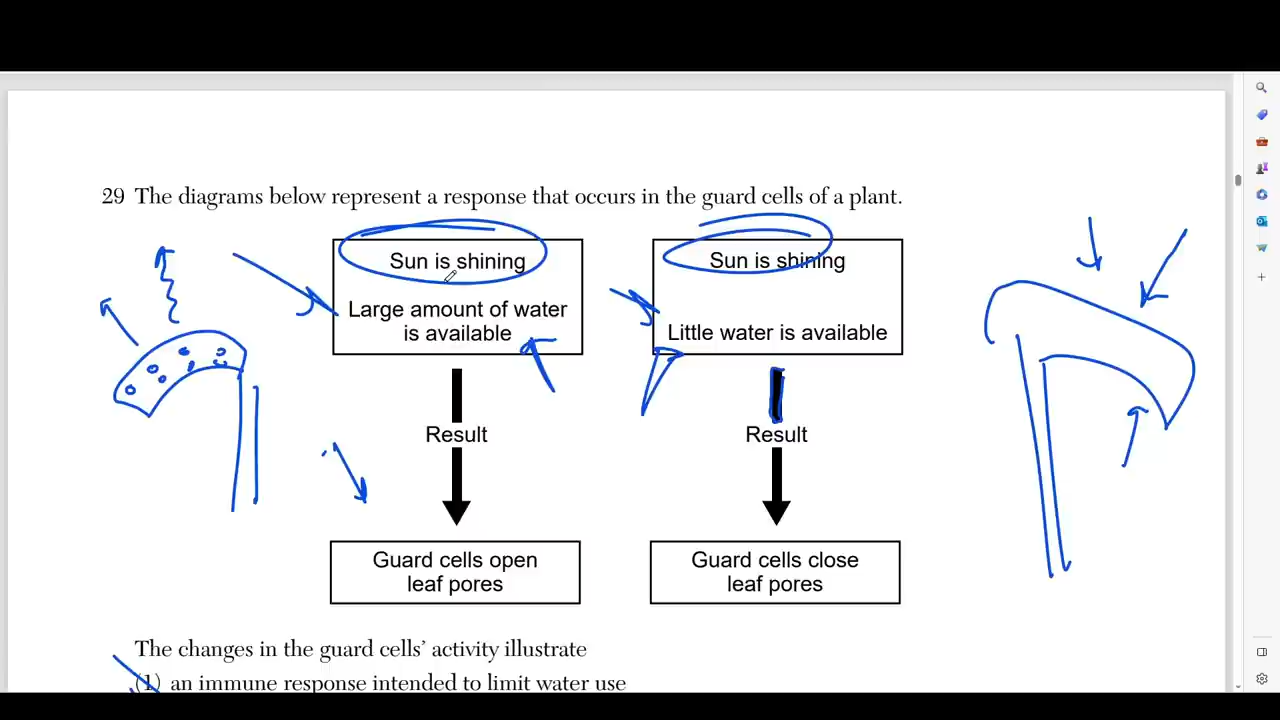 29 The diagrams below represent a response that occurs in the guard cells of a plant.
Sun is shining
Large amount of water
is available
Result
Guard cells open
leaf pores
Sun is shining
Little water is available
Result
Guard cells close
leaf pores
The changes in the guard cells’ activity illustrate
(1) an immune response intended to limit water use